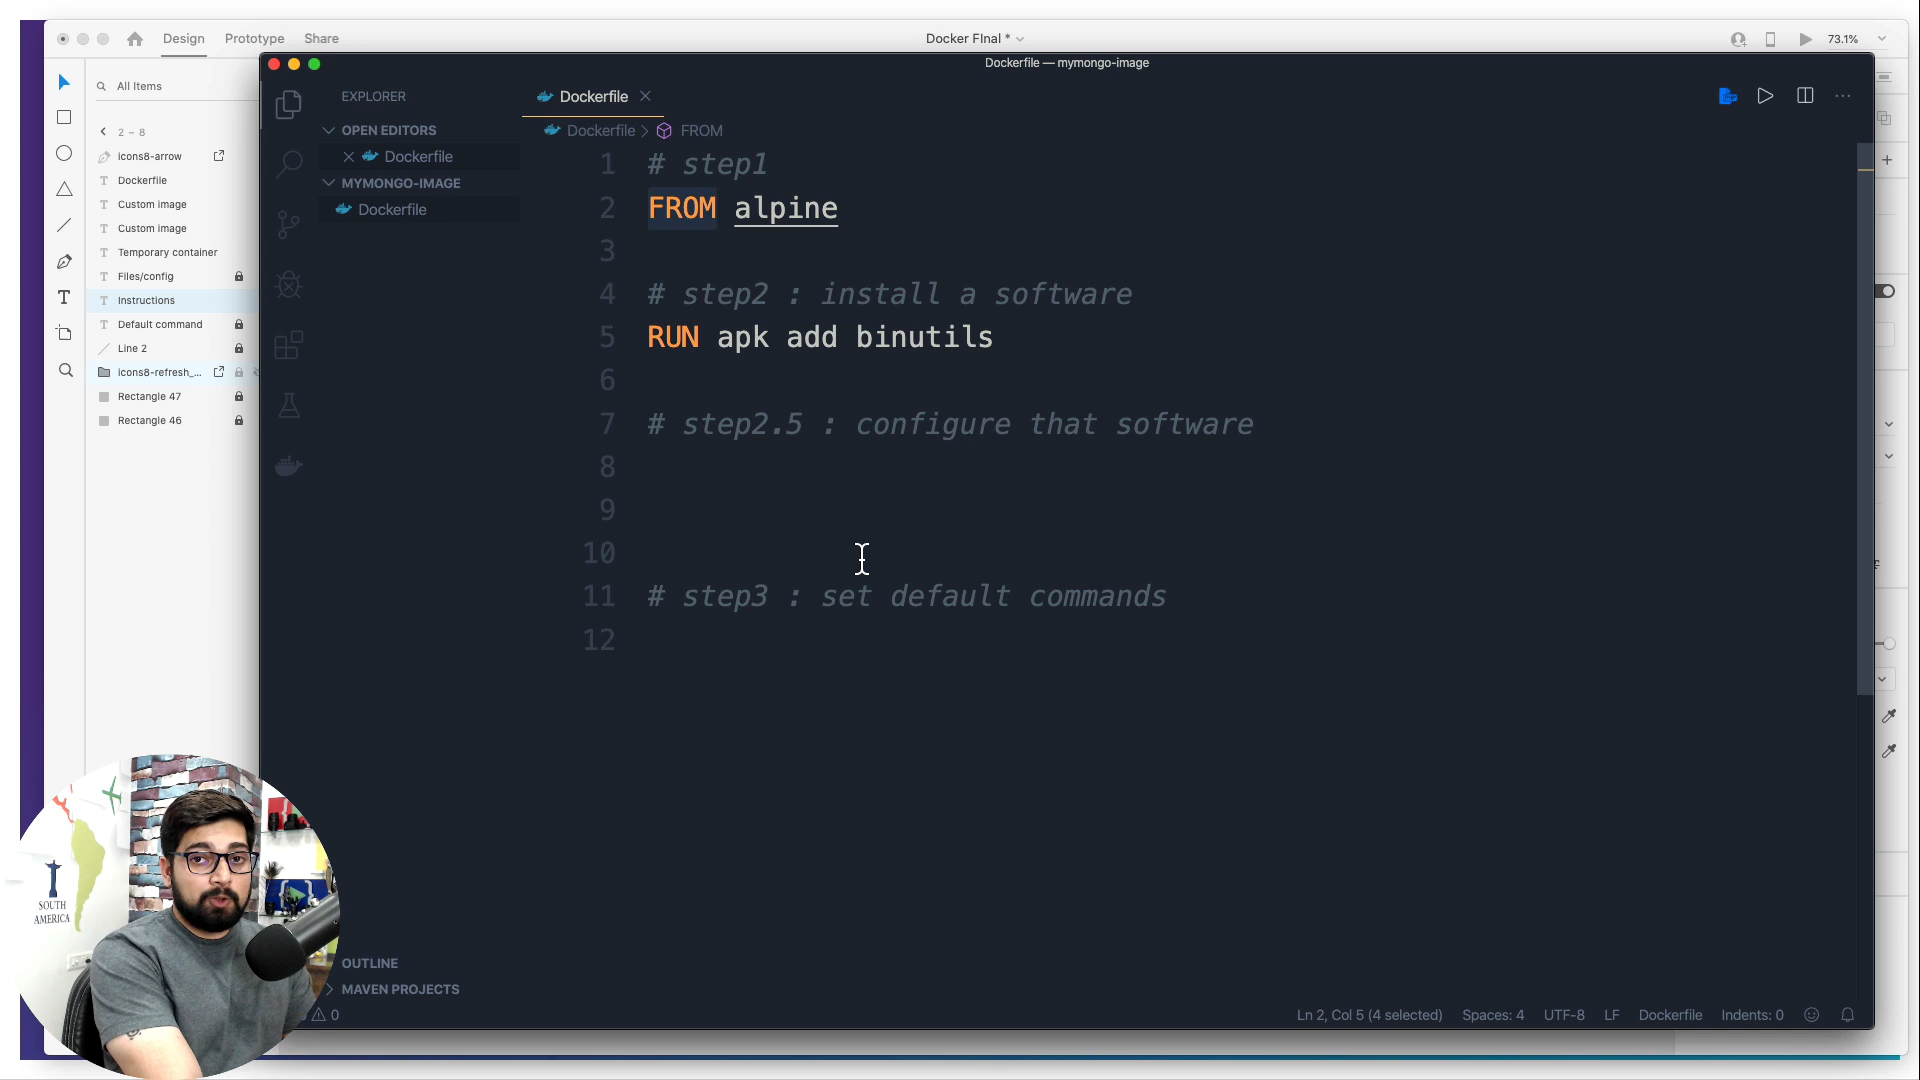 Design Prototype Share
Docker FInal *
73.1%
All Items
2 – 8
icons8-arrow
Dockerfile
Custom image
Custom image
Temporary container
Files/config
Instructions
Default command
Line 2
icons8-refresh_...
Rectangle 47
Rectangle 46
Dockerfile — mymongo-image
EXPLORER
OPEN EDITORS
Dockerfile
MYMONGO-IMAGE
Dockerfile
OUTLINE
MAVEN PROJECTS
Dockerfile
Dockerfile > FROM
1 # step1
2 FROM alpine
3
4 # step2 : install a software
5 RUN apk add binutils
6
7 # step2.5 : configure that software
8
9
10
11 # step3 : set default commands
12
0
Ln 2, Col 5 (4 selected) Spaces: 4 UTF-8 LF Dockerfile Indents: 0
SOUTH
AMERICA